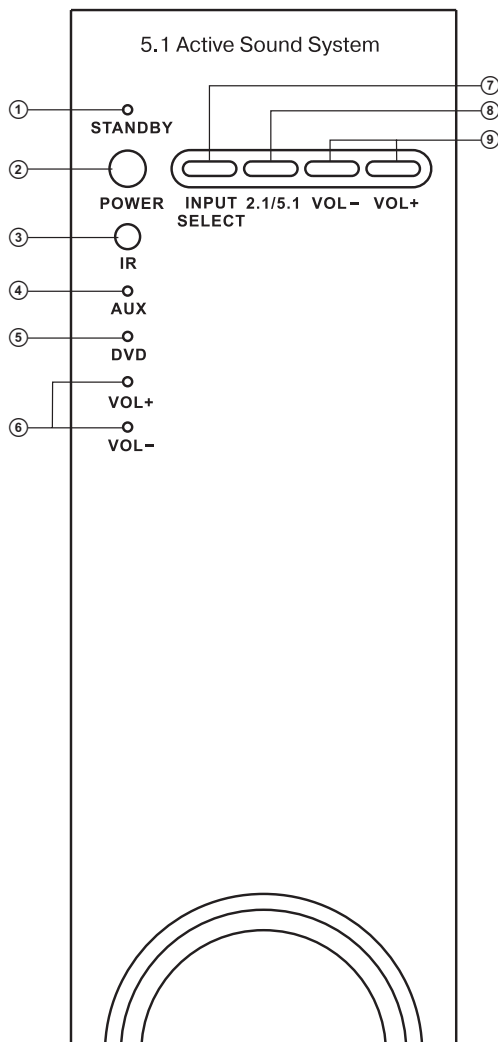 5.1 Active Sound System
① 
STANDBY
②
POWER
③
IR
④
AUX
⑤
DVD
VOL+
⑥
VOL−
⑦
⑧
⑨
INPUT SELECT
2.1/5.1
VOL−
VOL+